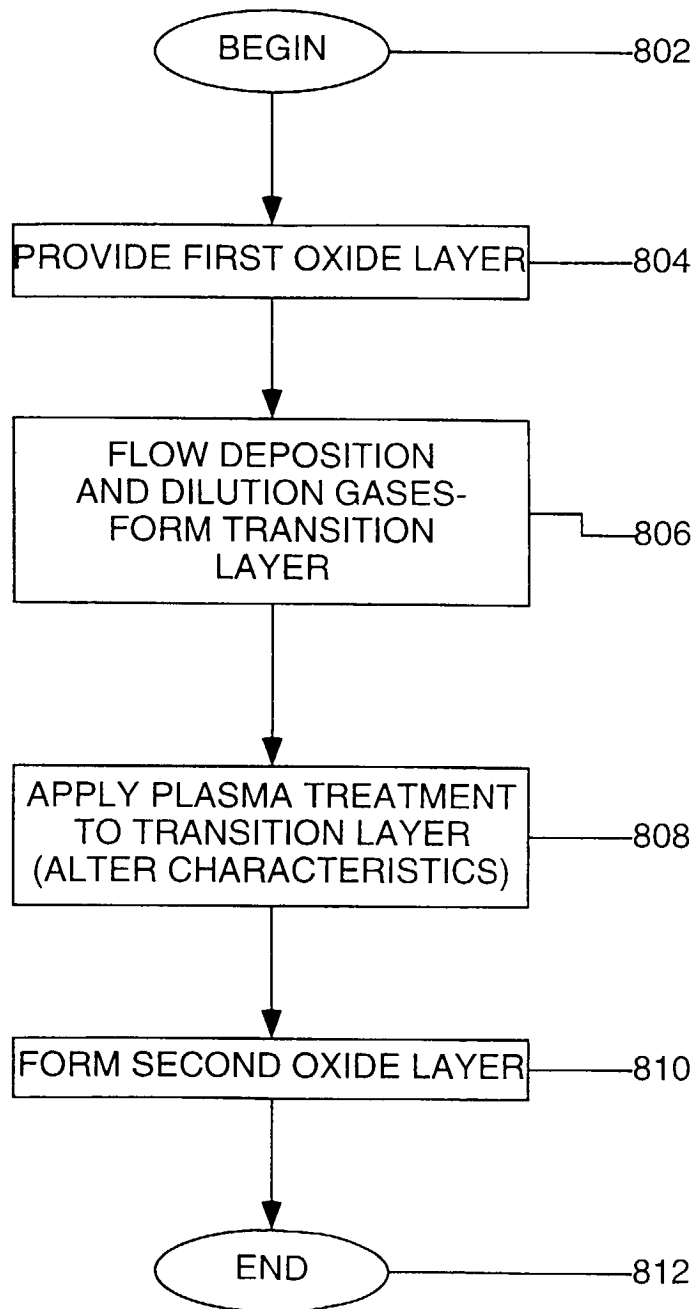 BEGIN
802
PROVIDE FIRST OXIDE LAYER
804
FLOW DEPOSITION
AND DILUTION GASES-
FORM TRANSITION
LAYER
806
APPLY PLASMA TREATMENT
TO TRANSITION LAYER
(ALTER CHARACTERISTICS)
808
FORM SECOND OXIDE LAYER
810
END
812